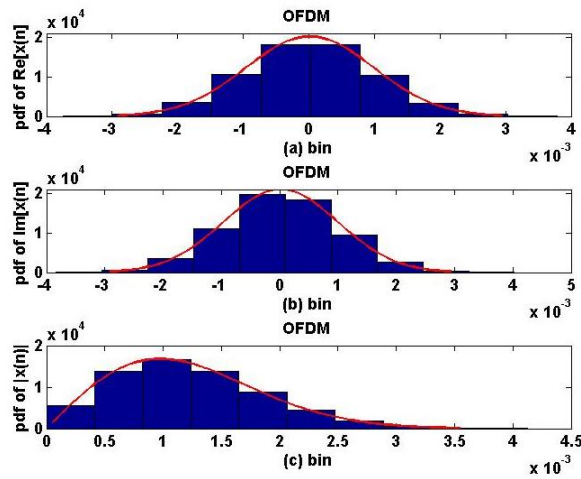 x 10^4
OFDM
pdf of Re[x(n]
2
1
0
-4 -3 -2 -1 0 1 2 3 4
(a) bin
x 10^-3
x 10^4
OFDM
pdf of Im[x(n]
2
1
0
-4 -3 -2 -1 0 1 2 3 4 5
(b) bin
x 10^-3
x 10^4
OFDM
pdf of |x(n)|
2
1
0
0 0.5 1 1.5 2 2.5 3 3.5 4 4.5
(c) bin
x 10^-3